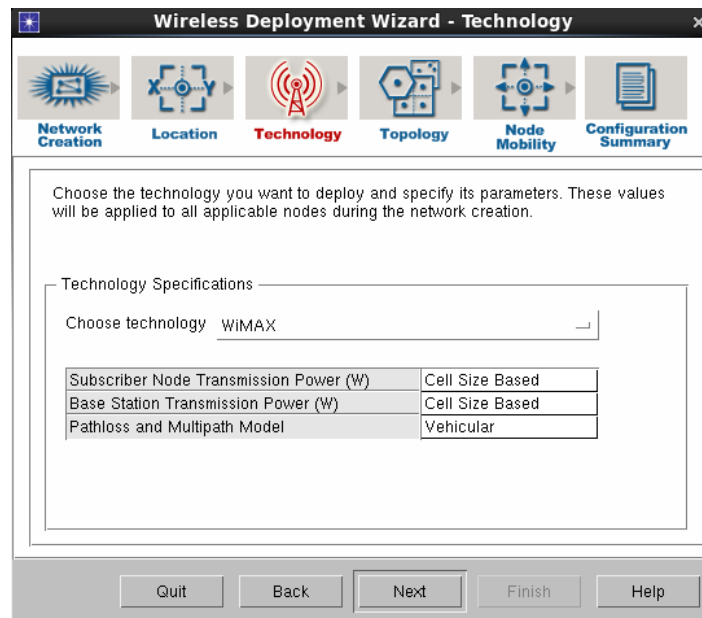 Wireless Deployment Wizard - Technology
Network
Creation
Location
Technology
Topology
Node
Mobility
Configuration
Summary
Choose the technology you want to deploy and specify its parameters. These values
will be applied to all applicable nodes during the network creation.
Technology Specifications
Choose technology WiMAX
Subscriber Node Transmission Power (W) Cell Size Based
Base Station Transmission Power (W) Cell Size Based
Pathloss and Multipath Model Vehicular
Quit Back Next Finish Help